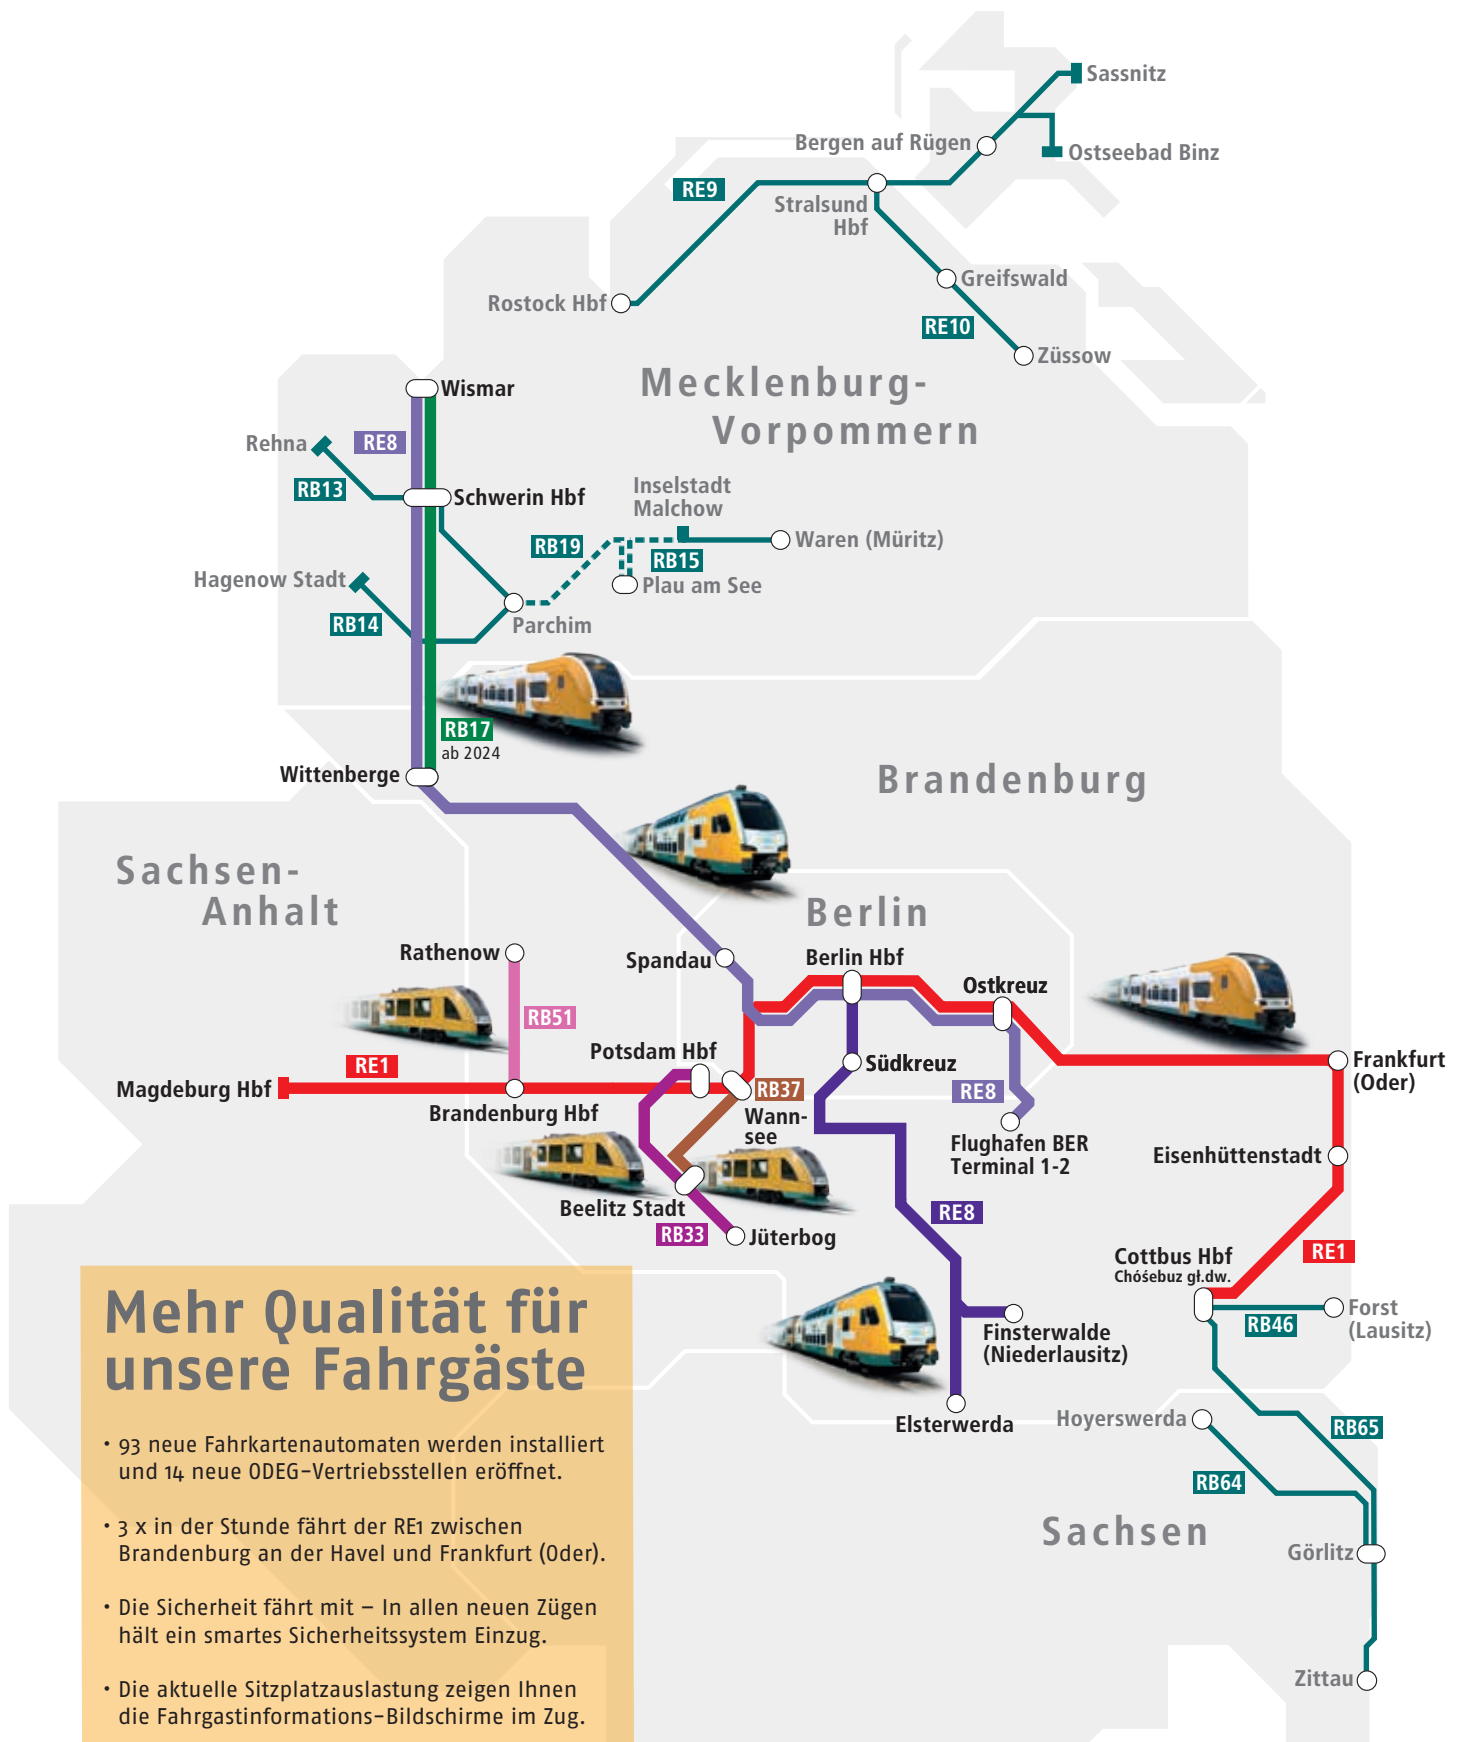 Sassnitz
Bergen auf Rügen
Ostseebad Binz
RE9
Stralsund
Hbf
Greifswald
Rostock Hbf
RE10
Züssow
Mecklenburg-
Vorpommern
Wismar
Rehna
RE8
RB13
Schwerin Hbf
Inselstadt
Malchow
RB19
RB15
Waren (Müritz)
Hagenow Stadt
Plau am See
RB14
Parchim
RB17
ab 2024
Wittenberge
Brandenburg
Sachsen-
Anhalt
Berlin
Rathenow
Spandau
Berlin Hbf
Ostkreuz
RB51
Potsdam Hbf
RE1
Südkreuz
Frankfurt
(Oder)
Magdeburg Hbf
RB37
RE8
Brandenburg Hbf
Wann-
see
Flughafen BER
Terminal 1-2
Eisenhüttenstadt
Beelitz Stadt
RE8
RB33
Jüterbog
RE1
Cottbus Hbf
Chóśebuz gł.dw.
Forst
(Lausitz)
RB46
Finsterwalde
(Niederlausitz)
Elsterwerda
Hoyerswerda
RB65
RB64
Sachsen
Görlitz
Zittau
Mehr Qualität für
unsere Fahrgäste
• 93 neue Fahrkartenautomaten werden installiert
und 14 neue ODEG-Vertriebsstellen eröffnet.
• 3 x in der Stunde fährt der RE1 zwischen
Brandenburg an der Havel und Frankfurt (Oder).
• Die Sicherheit fährt mit – In allen neuen Zügen
hält ein smartes Sicherheitssystem Einzug.
• Die aktuelle Sitzplatzauslastung zeigen Ihnen
die Fahrgastinformations-Bildschirme im Zug.